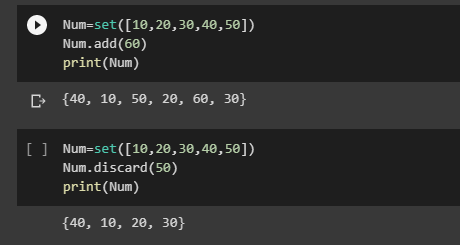 Num=set([10,20,30,40,50])
Num.add(60)
print(Num)
{40, 10, 50, 20, 60, 30}
[ ] Num=set([10,20,30,40,50])
Num.discard(50)
print(Num)
{40, 10, 20, 30}